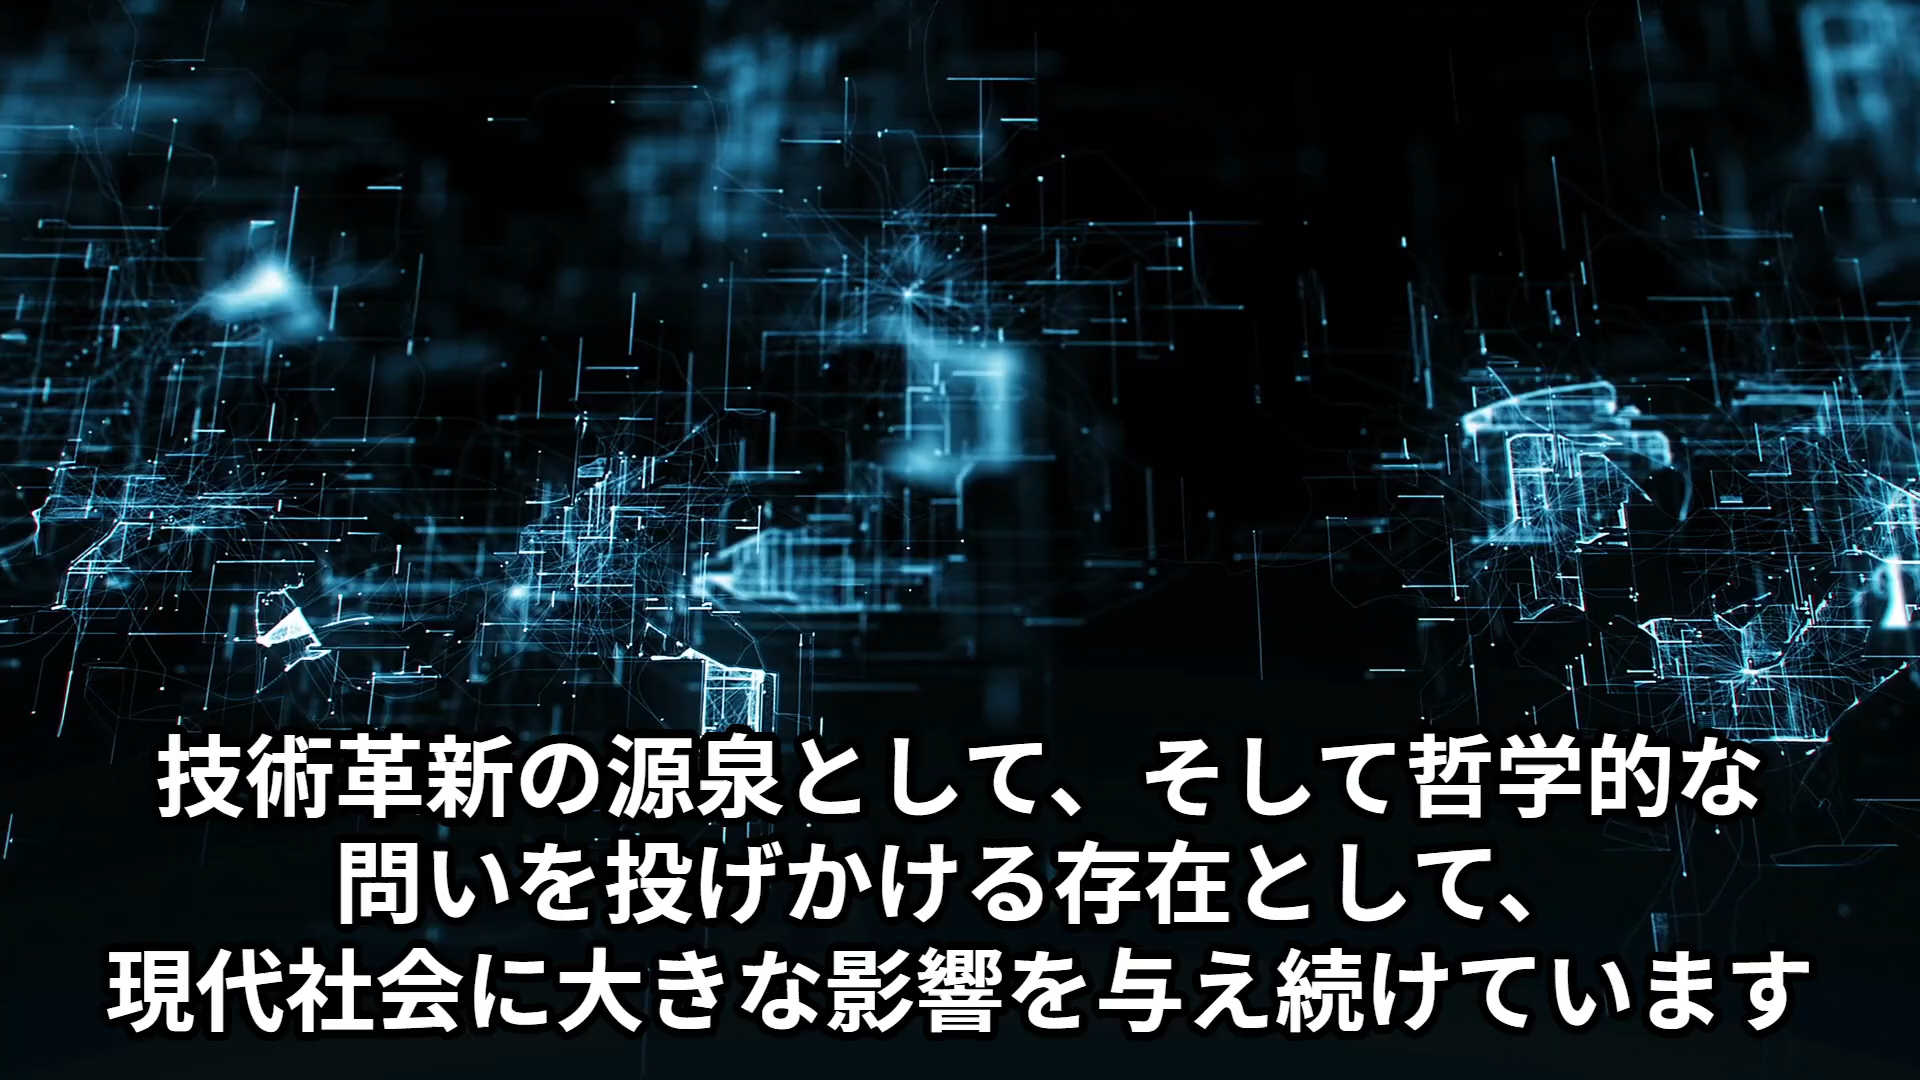 技術革新の源泉として、そして哲学的な
問いを投げかける存在として、
現代社会に大きな影響を与え続けています